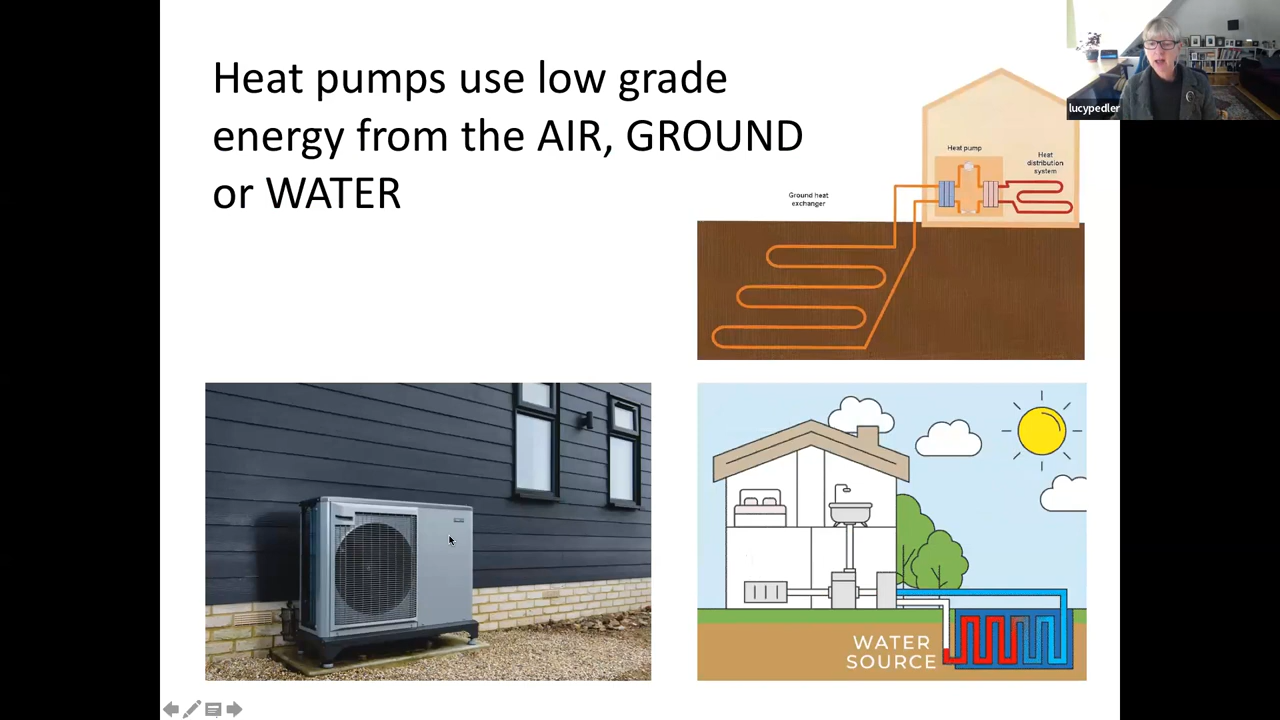 Heat pumps use low grade
energy from the AIR, GROUND
or WATER
lucypedler
Heat pump
Heat
distribution
system
Ground heat
exchanger
WATER
SOURCE